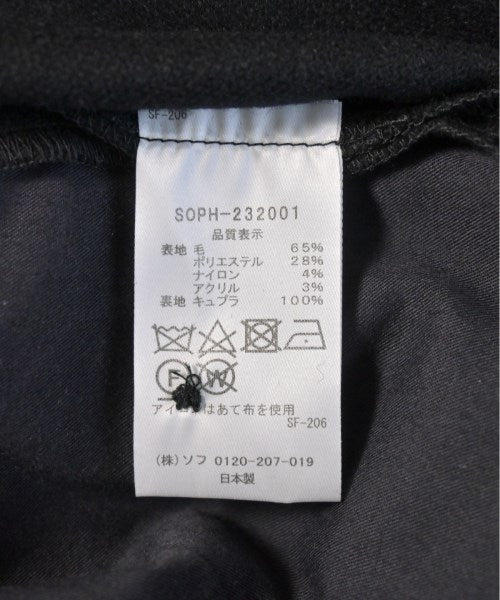 SF-206
SOPH-232001
品質表示
表地 毛 65%
ポリエステル 28%
ナイロン 4%
アクリル 3%
裏地 キュプラ 100%
F W
はあて布を使用
SF-206
(株)ソフ 0120-207-019
日本製